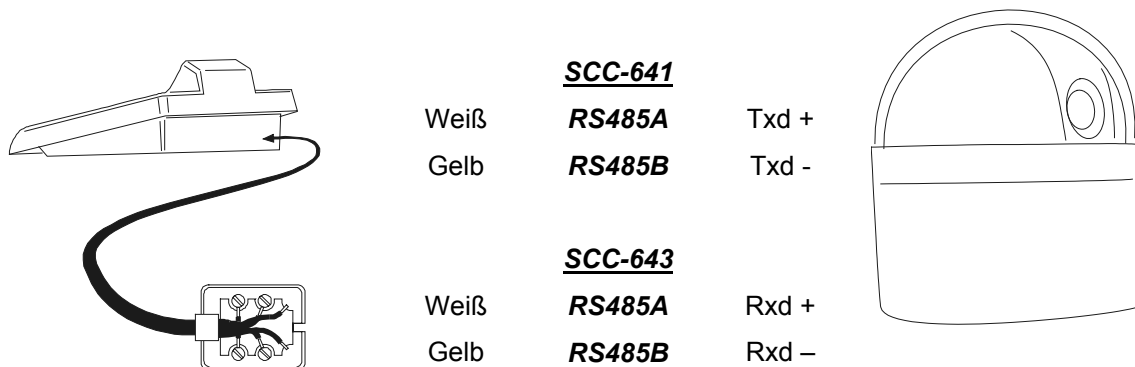 SCC-641
Weiß RS485A Txd +
Gelb RS485B Txd -
SCC-643
Weiß RS485A Rxd +
Gelb RS485B Rxd –